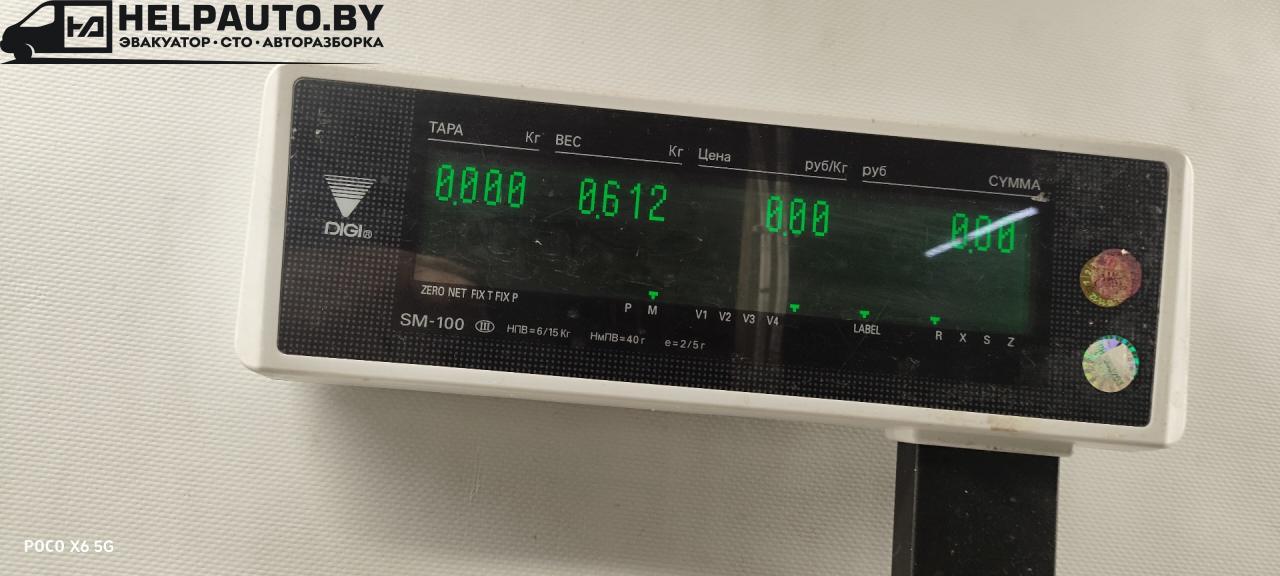 HELPAUTO.BY
ЭВАКУАТОР·СТО·АВТОРАЗБОРКА
ТАРА Кг ВЕС Кг Цена руб/Кг руб СУММА
0.000 0.612 0.00 0.00
DIGI®
ZERO NET FIX T FIX P P M V1 V2 V3 V4 LABEL R X S Z
SM-100 III НПВ=6/15 Кг НмПВ=40 г e=2/5 г
POCO X6 5G